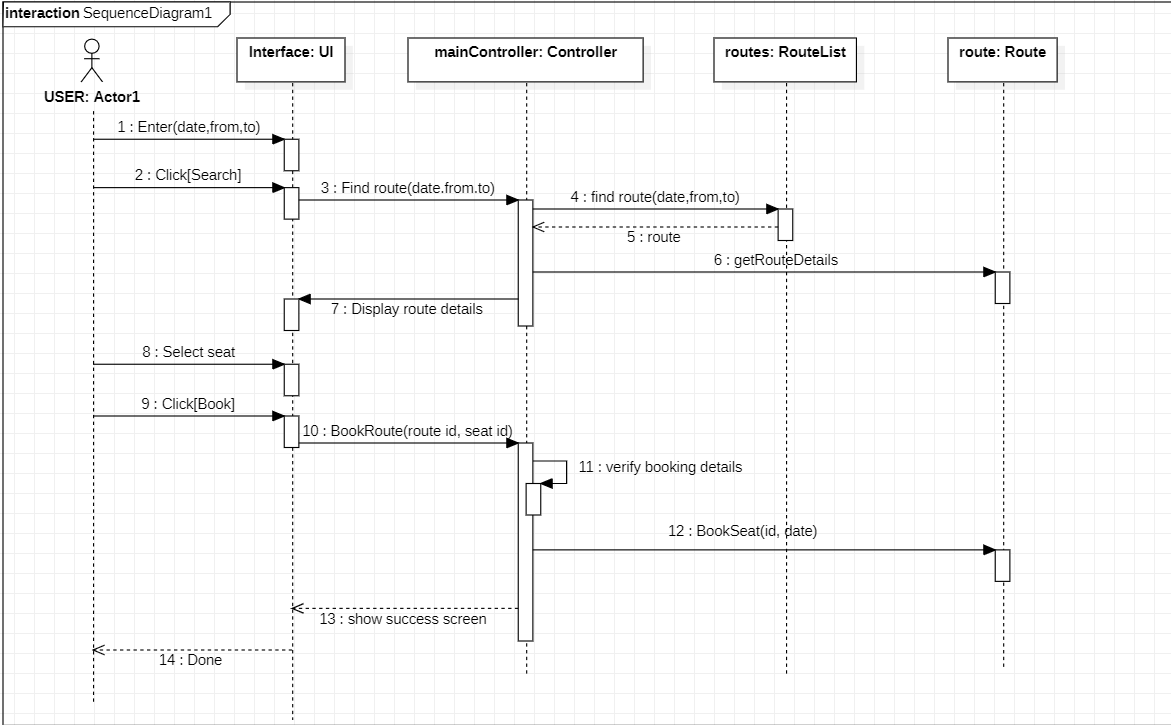 interaction SequenceDiagram1
Interface: UI
mainController: Controller
routes: RouteList
route: Route
USER: Actor1
1 : Enter(date,from,to)
2 : Click[Search]
3 : Find route(date.from.to)
4 : find route(date,from,to)
5 : route
6 : getRouteDetails
7 : Display route details
8 : Select seat
9 : Click[Book]
10 : BookRoute(route id, seat id)
11 : verify booking details
12 : BookSeat(id, date)
13 : show success screen
14 : Done